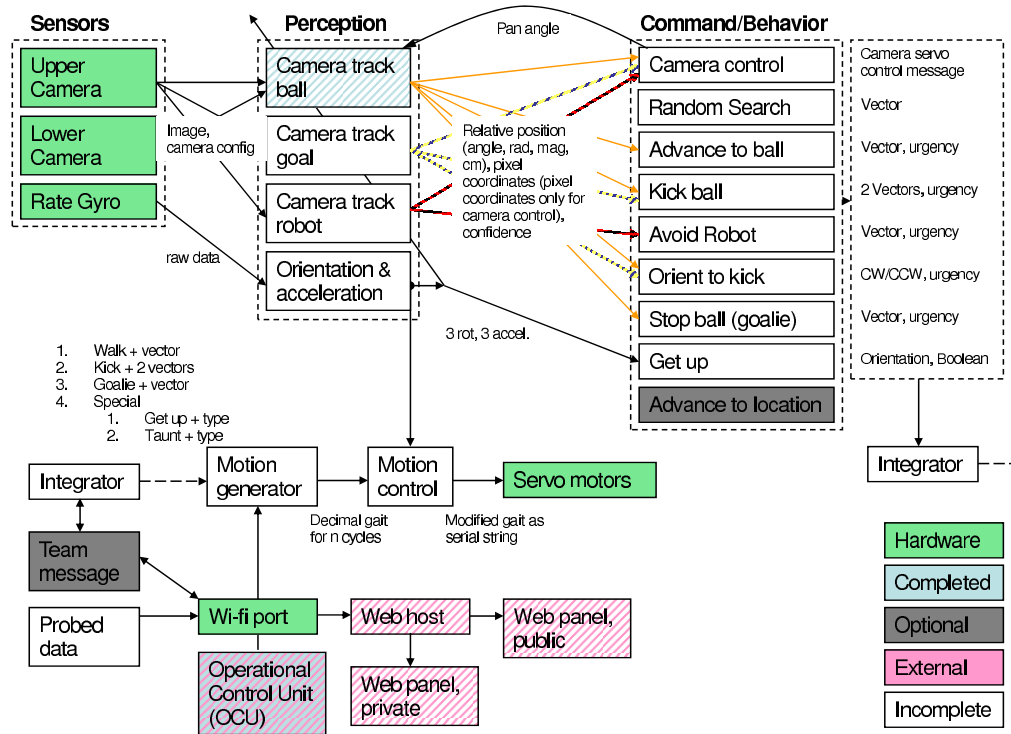 Sensors
Perception
Command/Behavior
Pan angle
Upper
Camera
Lower
Camera
Rate Gyro
Image,
camera config
raw data
Camera track
ball
Camera track
goal
Camera track
robot
Orientation &
acceleration
Relative position
(angle, rad, mag,
cm), pixel
coordinates (pixel
coordinates only for
camera control),
confidence
3 rot, 3 accel.
Camera control
Random Search
Advance to ball
Kick ball
Avoid Robot
Orient to kick
Stop ball (goalie)
Get up
Advance to location
Camera servo
control message
Vector
Vector, urgency
2 Vectors, urgency
Vector, urgency
CW/CCW, urgency
Vector, urgency
Orientation, Boolean
1. Walk + vector
2. Kick + 2 vectors
3. Goalie + vector
4. Special
1. Get up + type
2. Taunt + type
Integrator
Motion
generator
Motion
control
Servo motors
Integrator
Decimal gait
for n cycles
Modified gait as
serial string
Team
message
Probed
data
Wi-fi port
Web host
Web panel,
public
Operational
Control Unit
(OCU)
Web panel,
private
Hardware
Completed
Optional
External
Incomplete